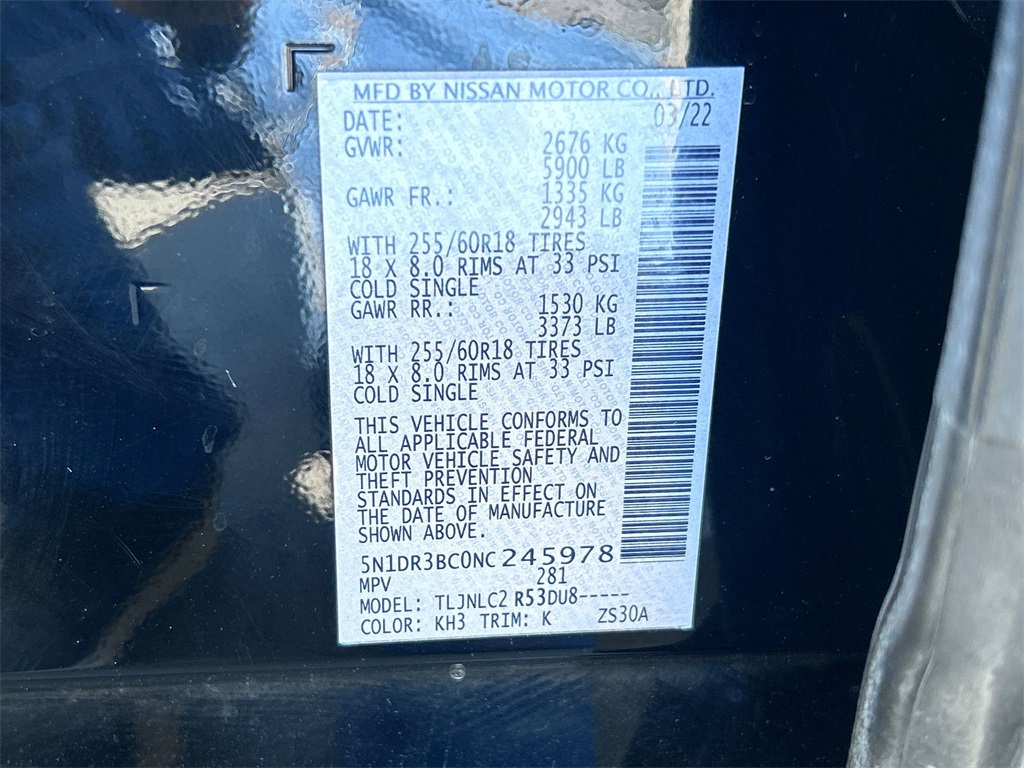 MFD BY NISSAN MOTOR CO., LTD.
DATE: 03/22
GVWR: 2676 KG
5900 LB
GAWR FR.: 1335 KG
2943 LB
WITH 255/60R18 TIRES
18 X 8.0 RIMS AT 33 PSI
COLD SINGLE
GAWR RR.: 1530 KG
3373 LB
WITH 255/60R18 TIRES
18 X 8.0 RIMS AT 33 PSI
COLD SINGLE
THIS VEHICLE CONFORMS TO
ALL APPLICABLE FEDERAL
MOTOR VEHICLE SAFETY AND
THEFT PREVENTION
STANDARDS IN EFFECT ON
THE DATE OF MANUFACTURE
SHOWN ABOVE.
5N1DR3BC0NC 245978
MPV 281
MODEL: TLJNLC2 R53DU8-----
COLOR: KH3 TRIM: K ZS30A